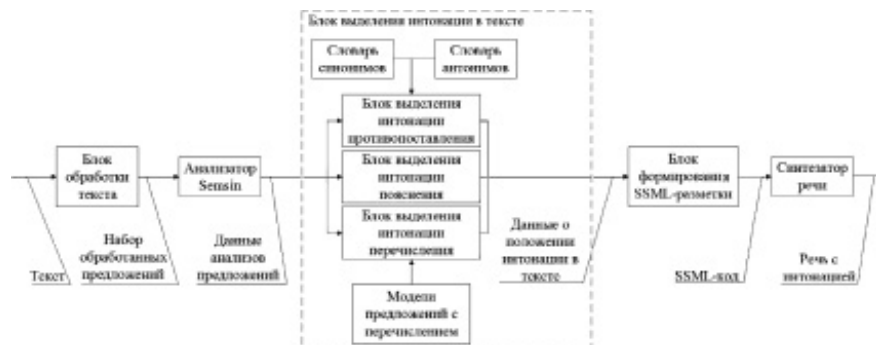 Блок выделения интонации в тексте
Словарь
синонимов
Словарь
антонимов
Блок выделения
интонации
противопоставления
Блок
обработки
текста
Анализатор
Semsin
Блок выделения
интонации
пояснения
Блок
формирования
SSML-разметки
Синтезатор
речи
Блок выделения
интонации
перечисления
Текст
Набор
обработанных
предложений
Данные
анализов
предложений
Данные о
положении
интонации в
тексте
SSML-код
Речь с
интонацией
Модели
предложений с
перечислением